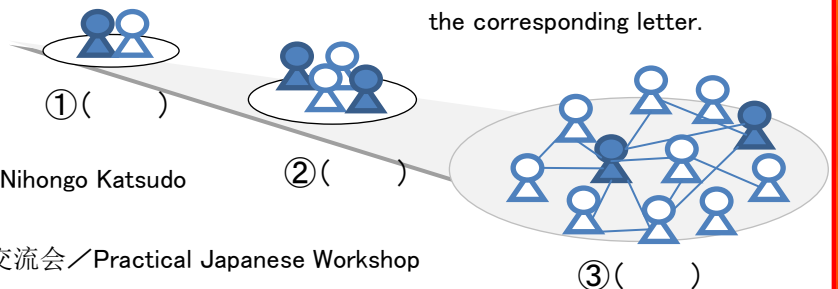 the corresponding letter.
①(　　)
②(　　)
Nihongo Katsudo
交流会／Practical Japanese Workshop
③(　　)